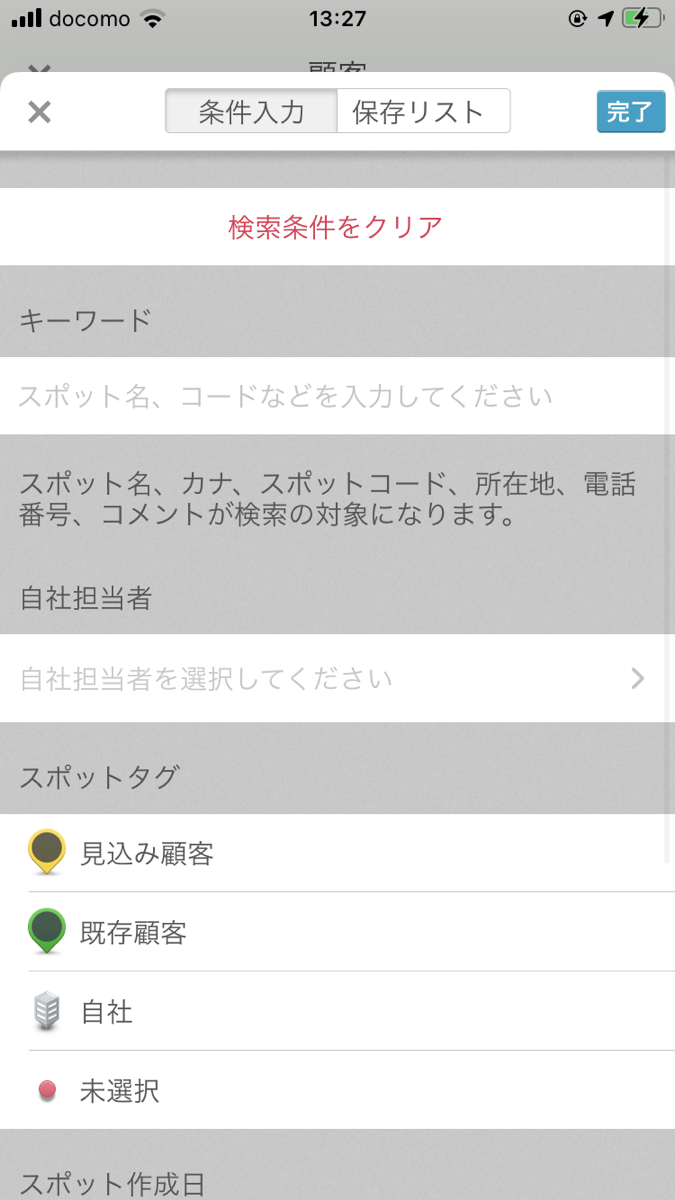 docomo 13:27
顧客
条件入力 保存リスト 完了
検索条件をクリア
キーワード
スポット名、コードなどを入力してください
スポット名、カナ、スポットコード、所在地、電話
番号、コメントが検索の対象になります。
自社担当者
自社担当者を選択してください
スポットタグ
見込み顧客
既存顧客
自社
未選択
スポット作成日